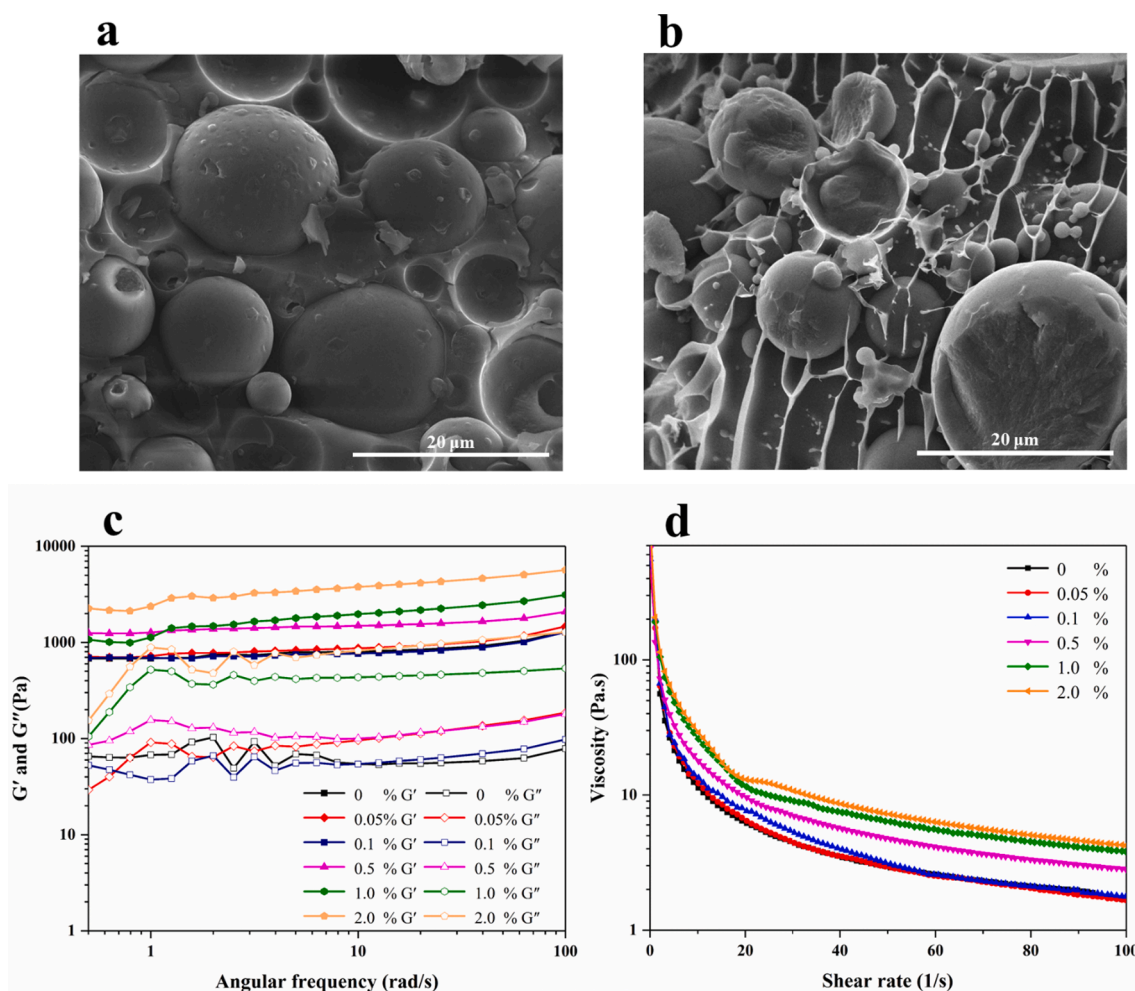 a
b
20 μm
20 μm
c
d
10000
1000
100
10
1
G′ and G″(Pa)
0 % G′ 0 % G″
0.05% G′ 0.05% G″
0.1 % G′ 0.1 % G″
0.5 % G′ 0.5 % G″
1.0 % G′ 1.0 % G″
2.0 % G′ 2.0 % G″
1 10 100
Angular frequency (rad/s)
100
10
1
Viscosity (Pa.s)
0 %
0.05 %
0.1 %
0.5 %
1.0 %
2.0 %
0 20 40 60 80 100
Shear rate (1/s)